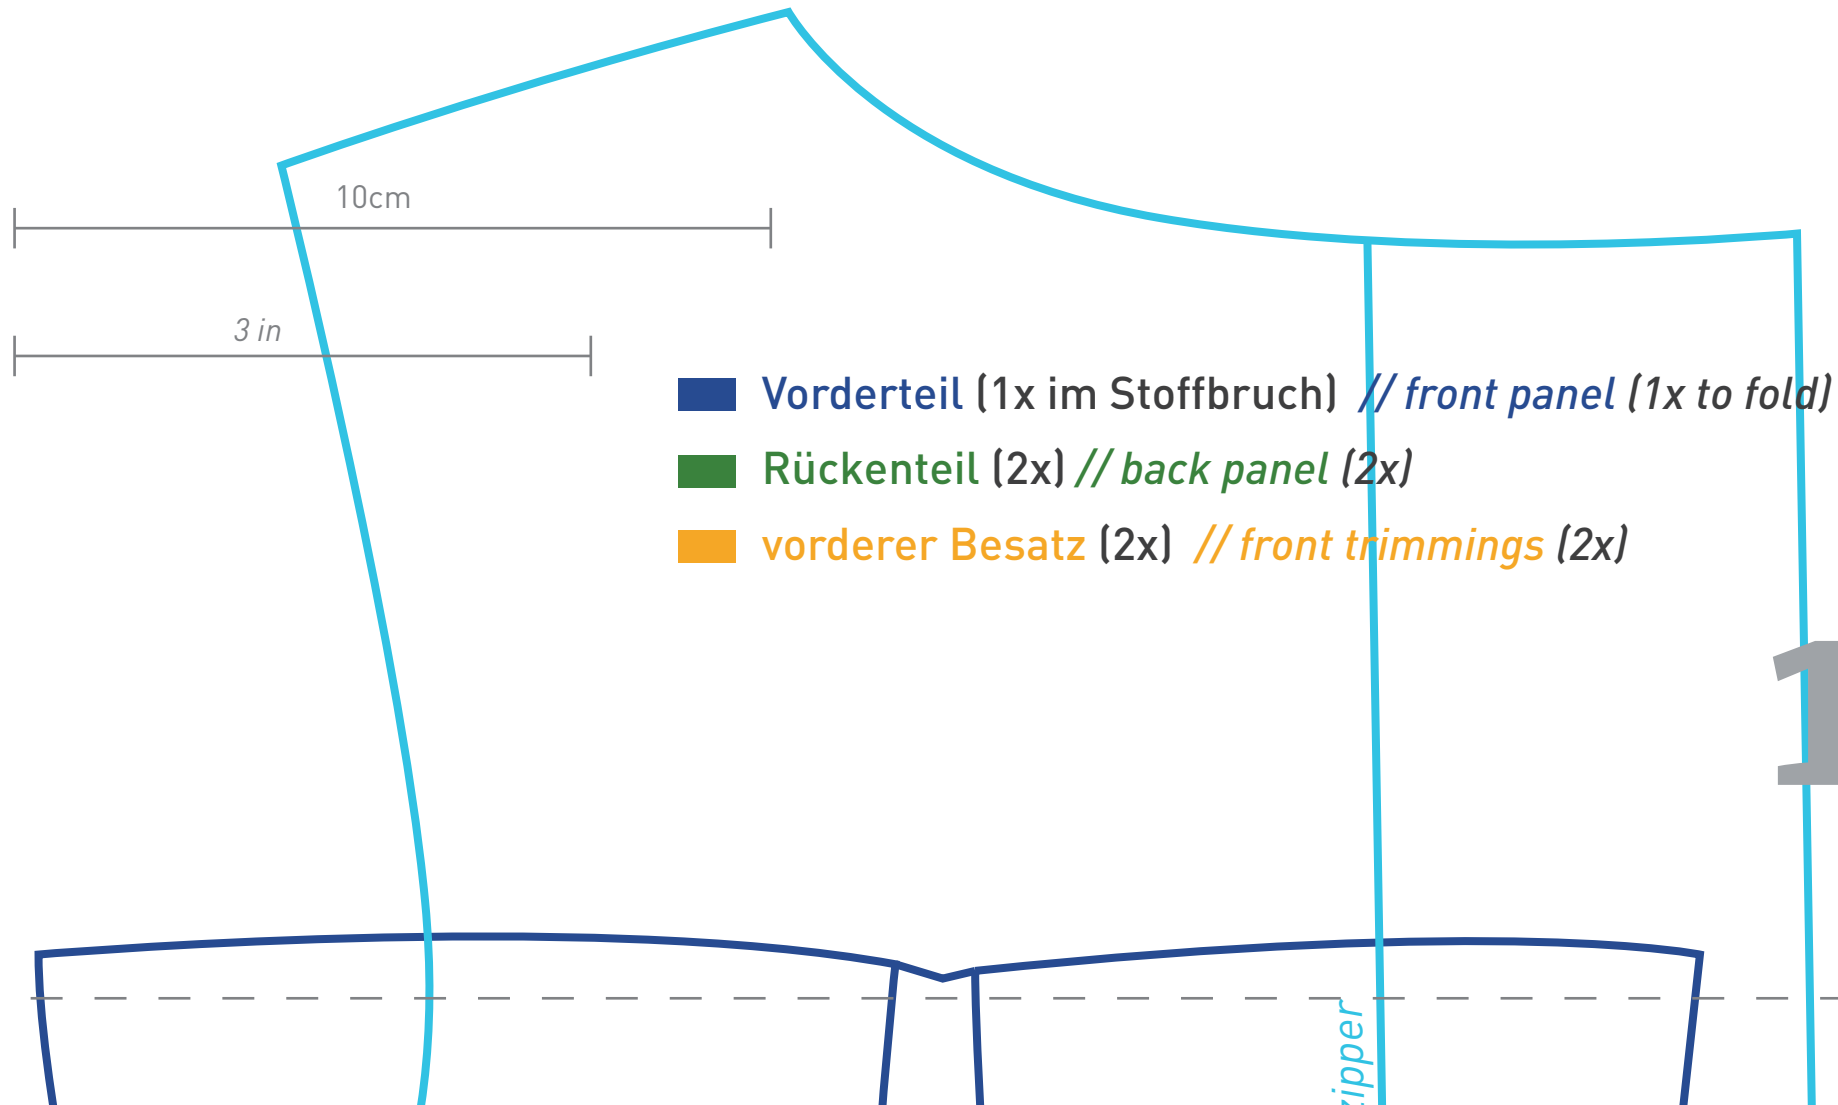 10cm
3 in
Vorderteil (1x im Stoffbruch) // front panel (1x to fold)
Rückenteil (2x) // back panel (2x)
vorderer Besatz (2x) // front trimmings (2x)
1
zipper